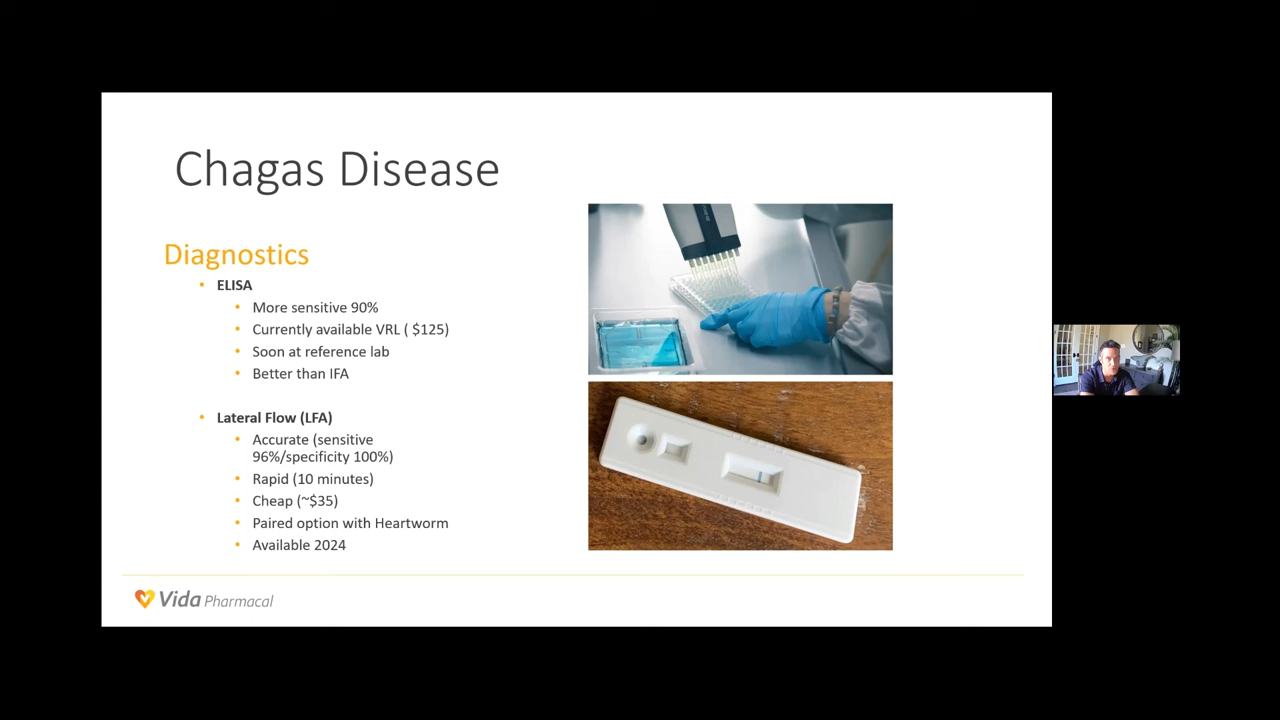 Chagas Disease
Diagnostics
• ELISA
• More sensitive 90%
• Currently available VRL ( $125)
• Soon at reference lab
• Better than IFA
• Lateral Flow (LFA)
• Accurate (sensitive
96%/specificity 100%)
• Rapid (10 minutes)
• Cheap (~$35)
• Paired option with Heartworm
• Available 2024
Vida Pharmacal